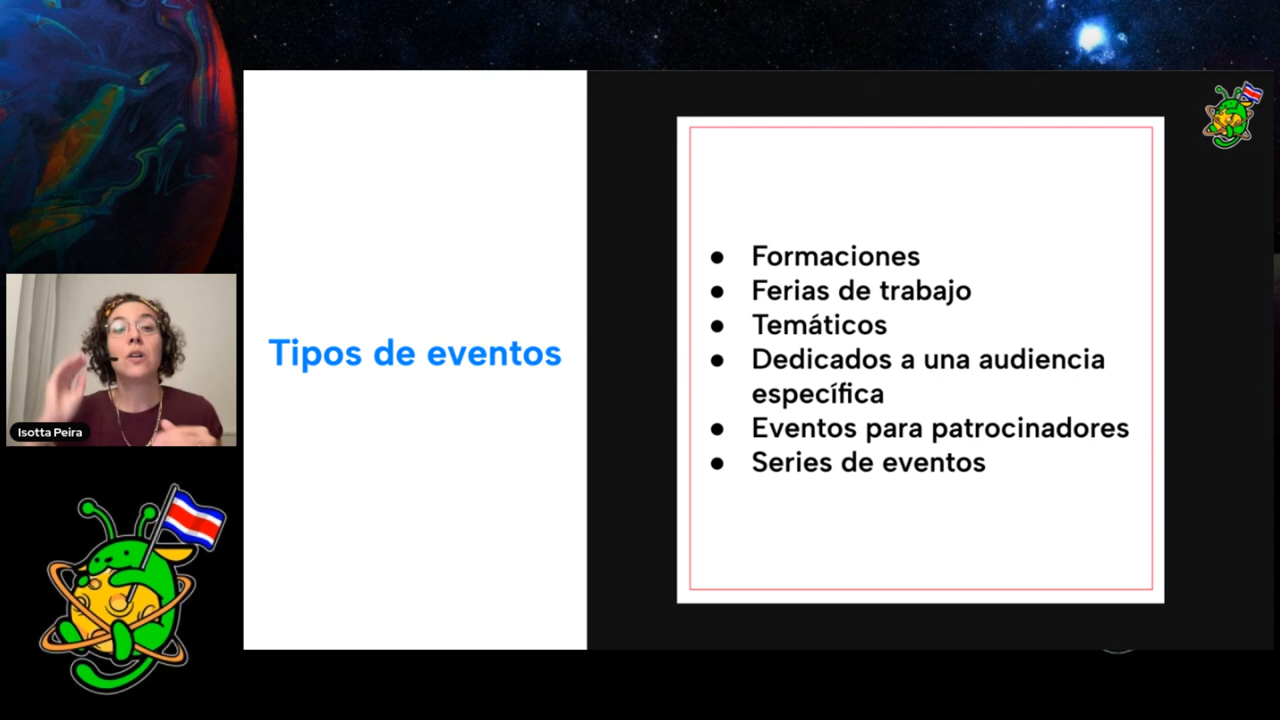 Tipos de eventos
● Formaciones
● Ferias de trabajo
● Temáticos
● Dedicados a una audiencia
específica
● Eventos para patrocinadores
● Series de eventos
Isotta Peira